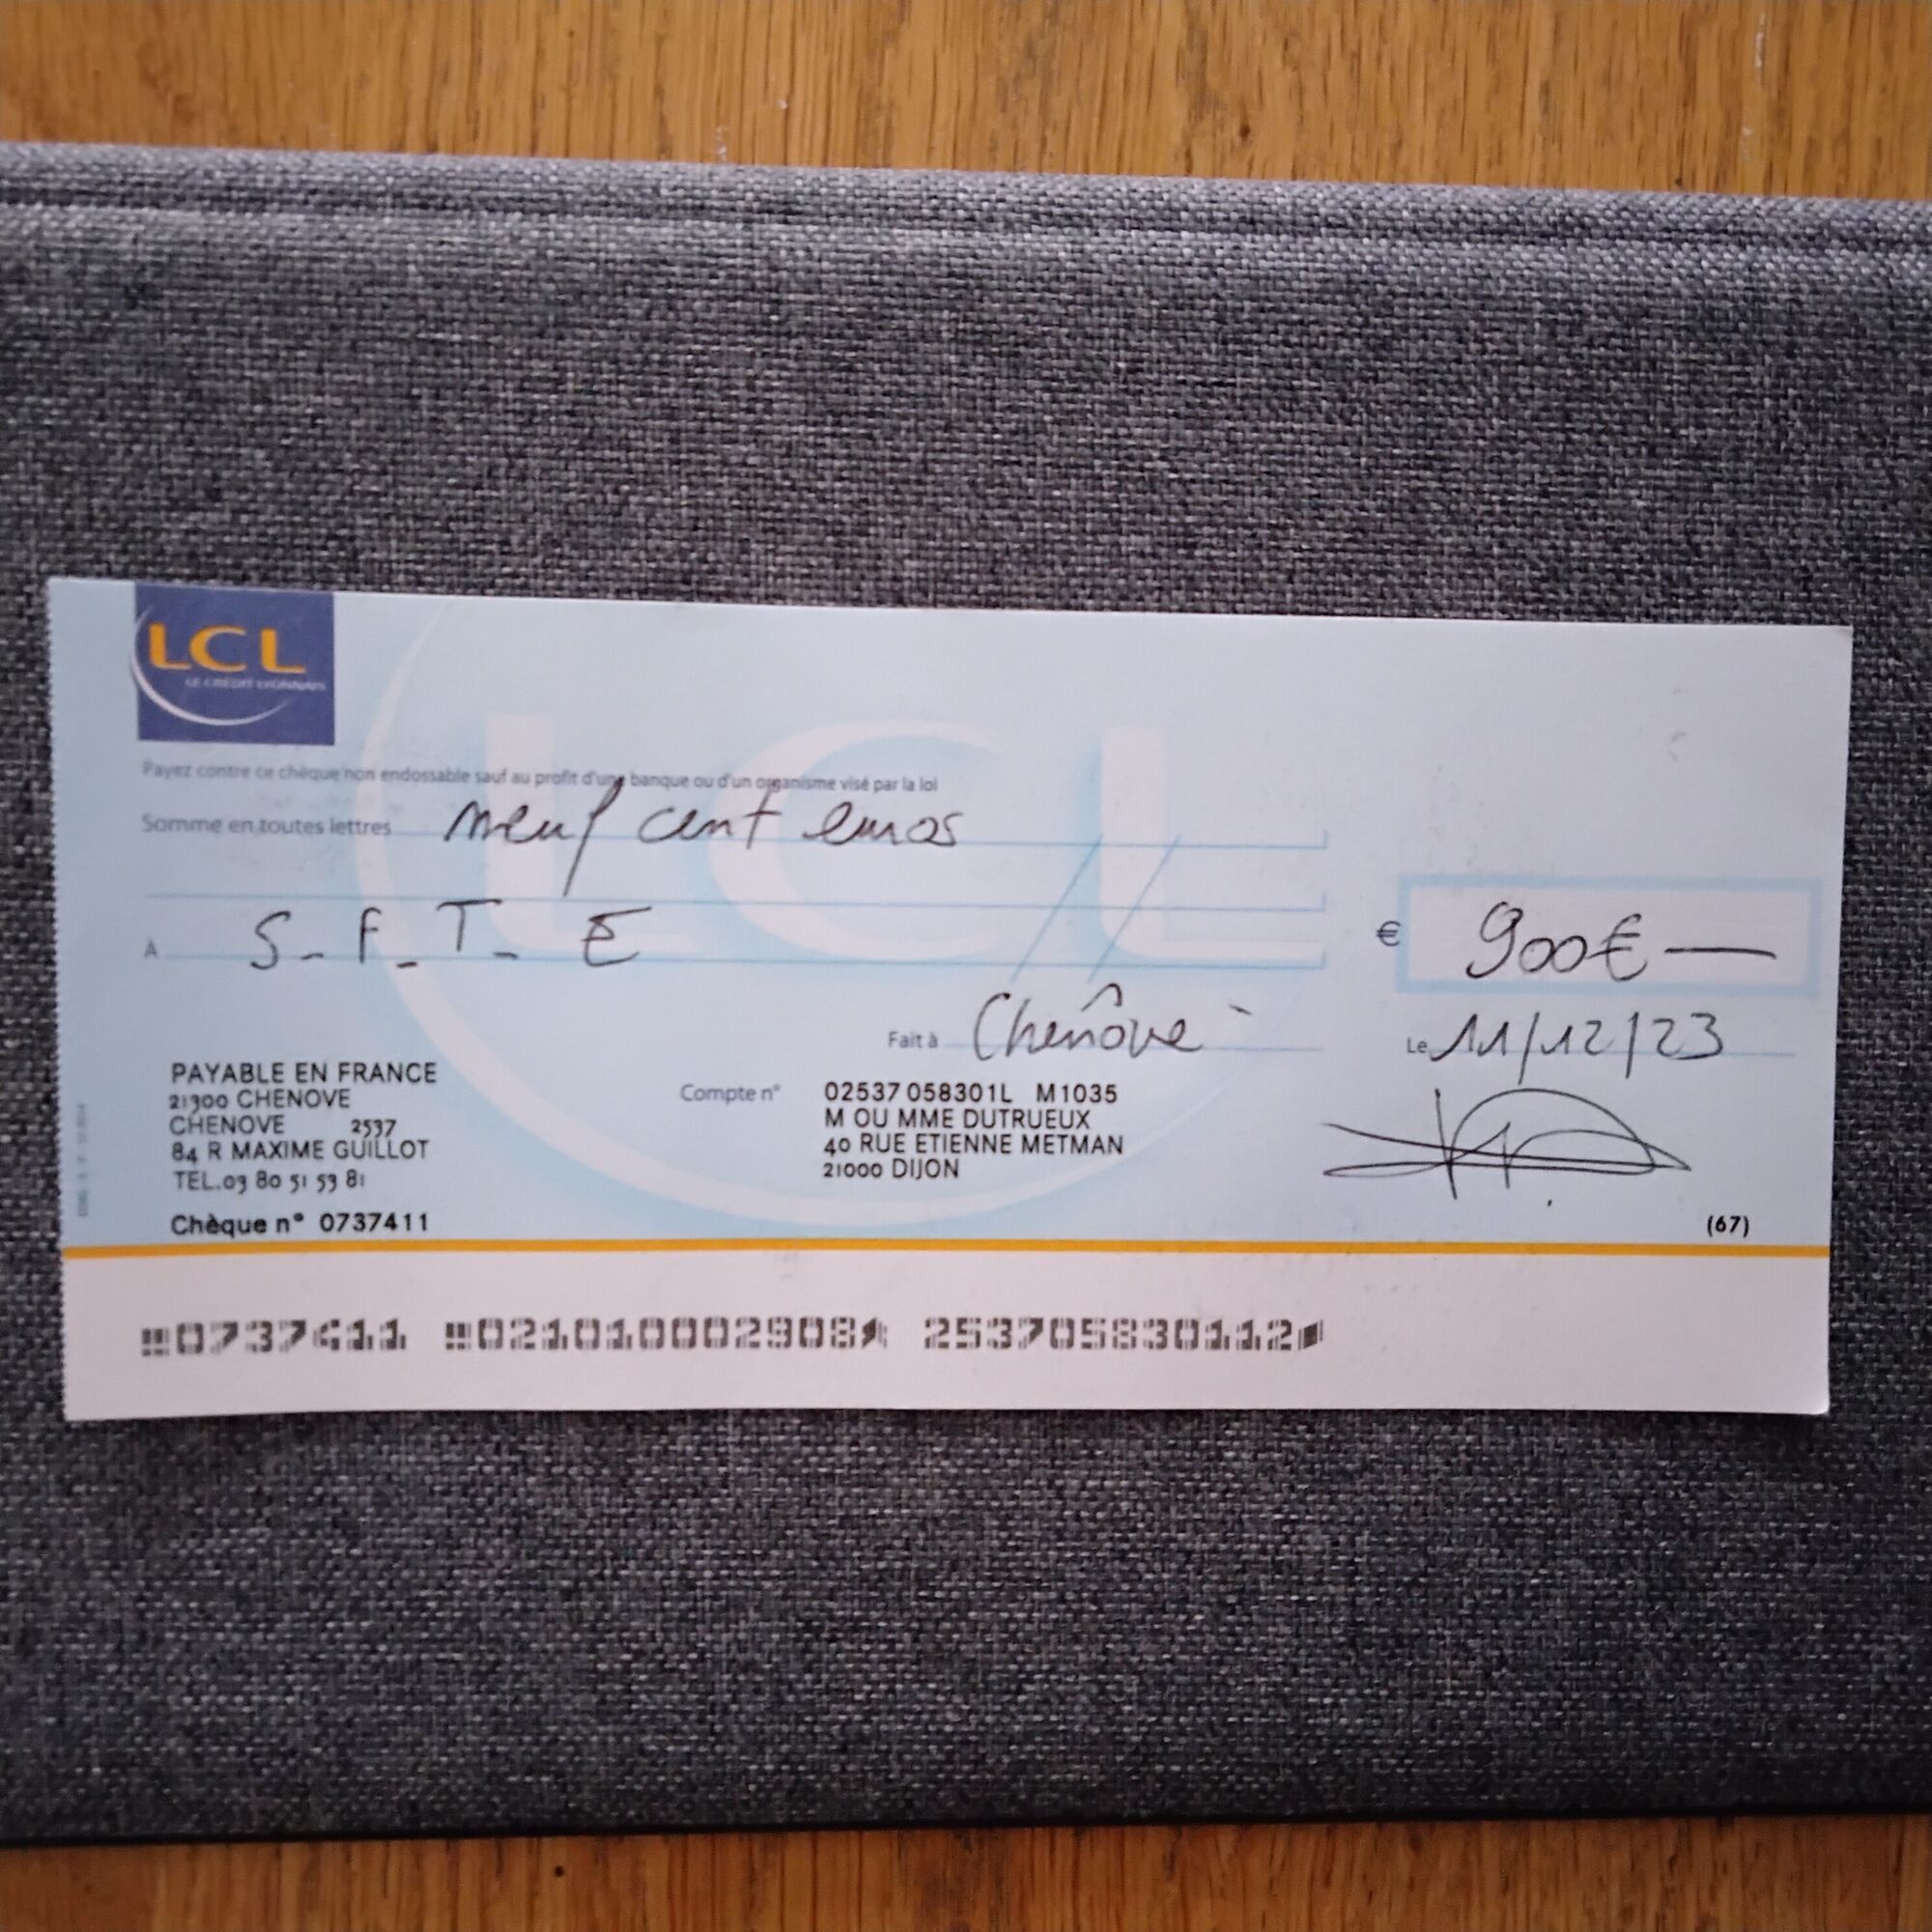 LCL
LE CRÉDIT LYONNAIS
Payez contre ce chèque non endossable sauf au profit d'une banque ou d'un organisme visé par la loi
Somme en toutes lettres neuf cent euros
A S_F_T_ E
€ 900€
Fait à Chenôve
Le 11/12/23
PAYABLE EN FRANCE
21300 CHENOVE
CHENOVE 2537
84 R MAXIME GUILLOT
TEL.03 80 51 53 81
Chèque n° 0737411
Compte n° 02537 058301L M1035
M OU MME DUTRUEUX
40 RUE ETIENNE METMAN
21000 DIJON
(67)
0737411 021010002908 253705830112